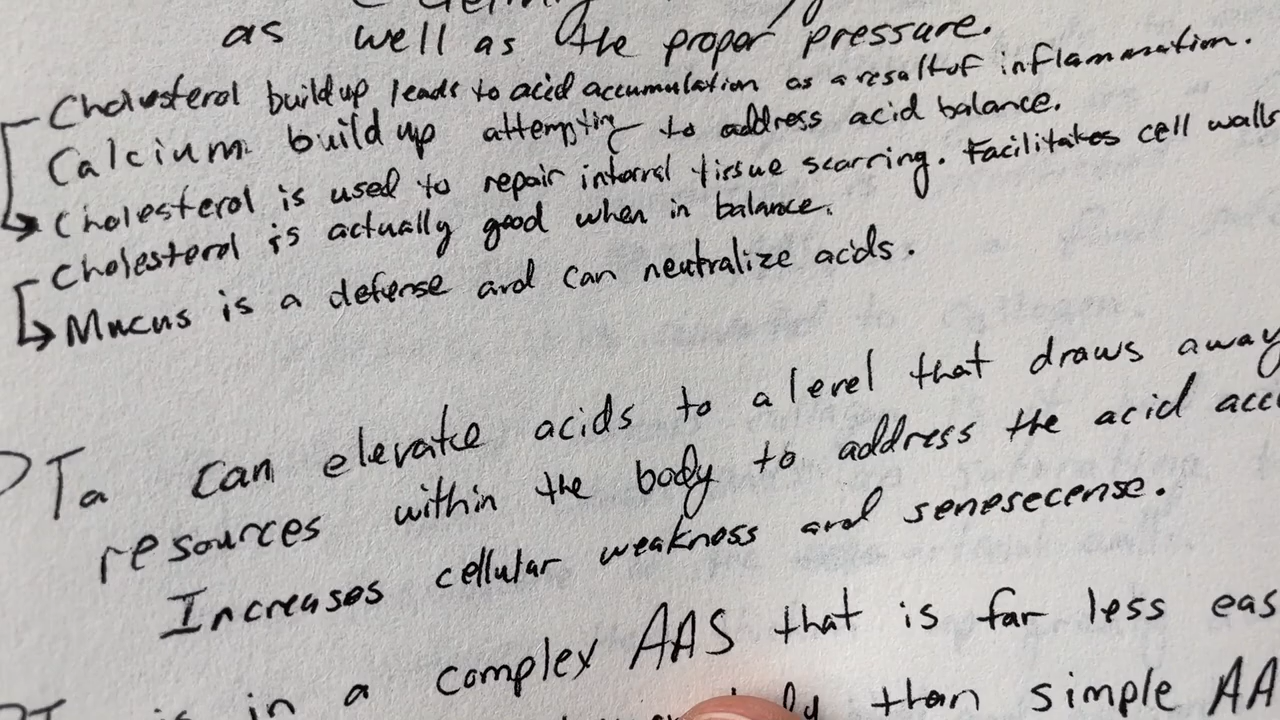 as well as the proper pressure.
Cholesterol buildup leads to acid accumulation as a result of inflammation.
Calcium build up attempting to address acid balance.
Cholesterol is used to repair internal tissue scarring. Facilitates cell walls
Cholesterol is actually good when in balance.
Mucus is a defense and can neutralize acids.
Ta can elevate acids to a level that draws away
resources within the body to address the acid
Increases cellular weakness and senesecense.
is in a complex AAS that is far less
than simple